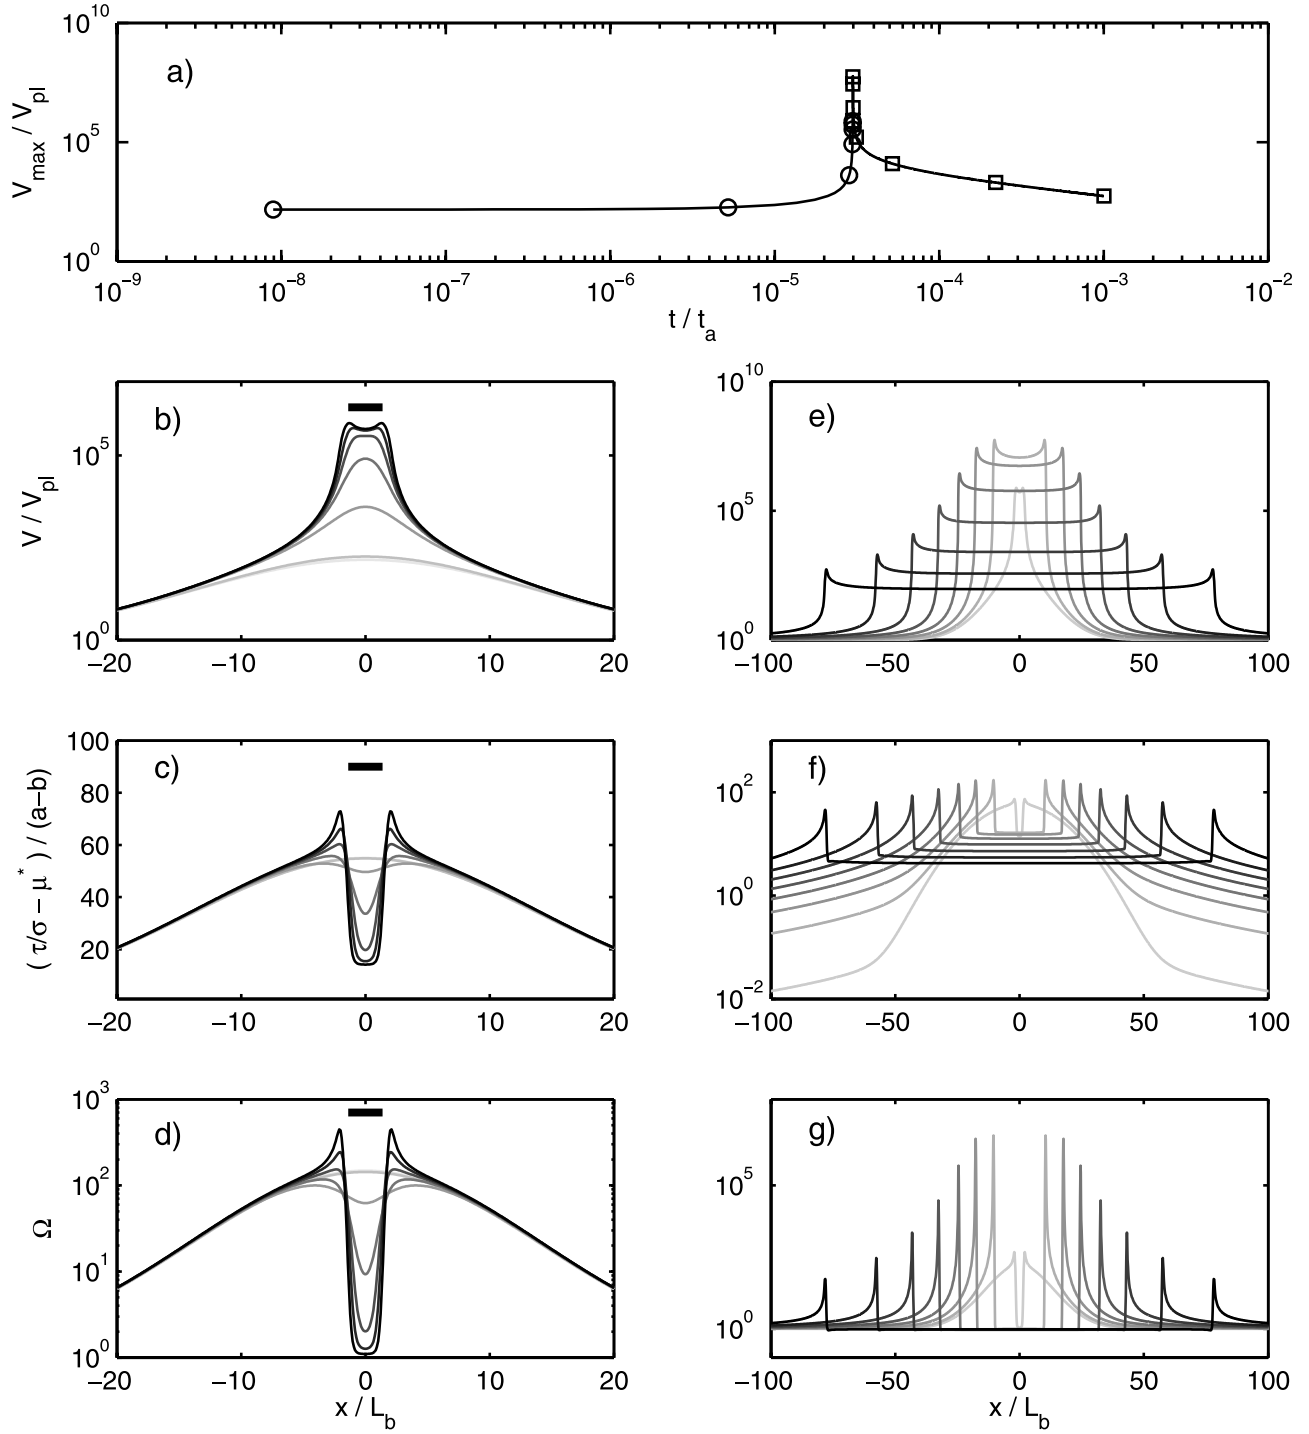 a)
V_max / V_pl
10^10
10^5
10^0
10^−9 10^−8 10^−7 10^−6 10^−5 10^−4 10^−3 10^−2
t / t_a
b)
V / V_pl
10^5
10^0
−20 −10 0 10 20
e)
10^10
10^5
10^0
−100 −50 0 50 100
c)
( τ/σ − μ^* ) / (a−b)
100
80
60
40
20
−20 −10 0 10 20
f)
10^2
10^0
10^−2
−100 −50 0 50 100
d)
Ω
10^3
10^2
10^1
10^0
−20 −10 0 10 20
x / L_b
g)
10^5
10^0
−100 −50 0 50 100
x / L_b